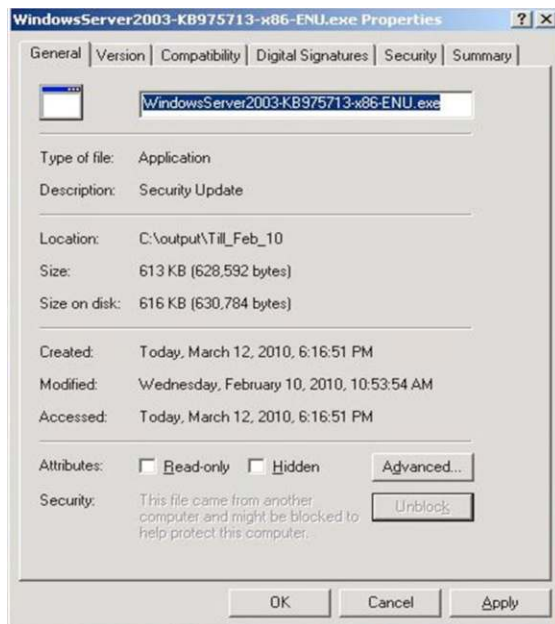 WindowsServer2003-KB975713-x86-ENU.exe Properties
General Version Compatibility Digital Signatures Security Summary
WindowsServer2003-KB975713-x86-ENU.exe
Type of file: Application
Description: Security Update
Location: C:\output\Till_Feb_10
Size: 613 KB (628,592 bytes)
Size on disk: 616 KB (630,784 bytes)
Created: Today, March 12, 2010, 6:16:51 PM
Modified: Wednesday, February 10, 2010, 10:53:54 AM
Accessed: Today, March 12, 2010, 6:16:51 PM
Attributes: Read-only Hidden Advanced...
Security: This file came from another Unblock
computer and might be blocked to
help protect this computer.
OK Cancel Apply